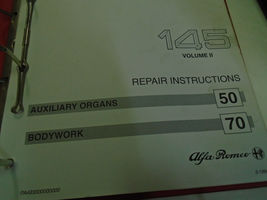 145
VOLUME II
REPAIR INSTRUCTIONS
AUXILIARY ORGANS 50
BODYWORK 70
Alfa Romeo